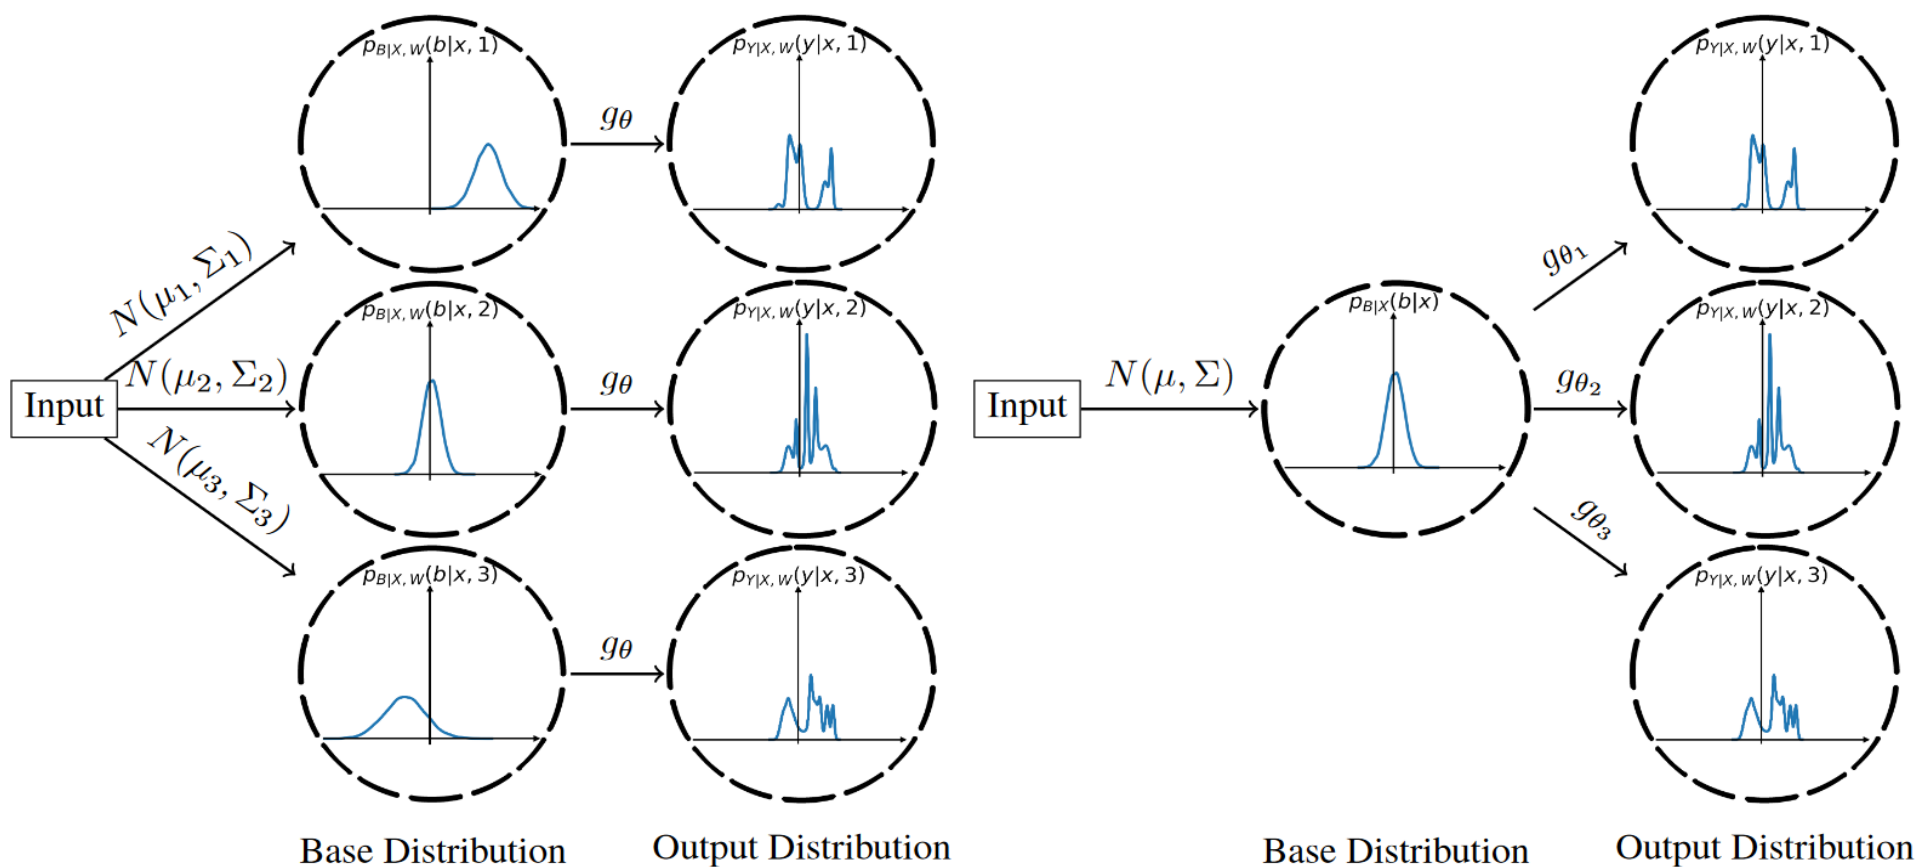 p_{B|X,W}(b|x, 1)
p_{Y|X,W}(y|x, 1)
g_θ
N(μ_1, Σ_1)
p_{B|X,W}(b|x, 2)
p_{Y|X,W}(y|x, 2)
N(μ_2, Σ_2)
g_θ
Input
N(μ_3, Σ_3)
p_{B|X,W}(b|x, 3)
p_{Y|X,W}(y|x, 3)
g_θ
Base Distribution
Output Distribution
p_{Y|X,W}(y|x, 1)
g_{θ_1}
p_{B|X}(b|x)
p_{Y|X,W}(y|x, 2)
N(μ, Σ)
g_{θ_2}
Input
g_{θ_3}
p_{Y|X,W}(y|x, 3)
Base Distribution
Output Distribution